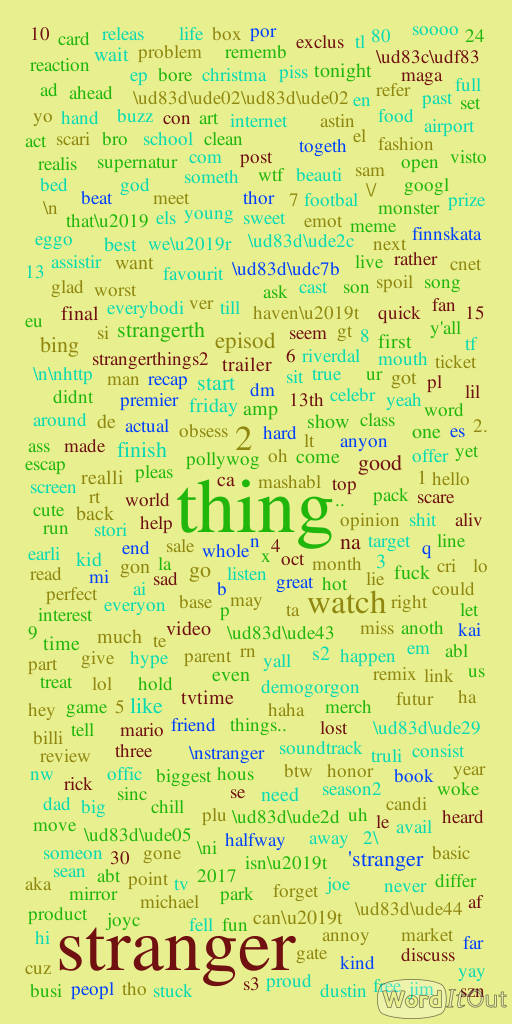 10 card releas life box por exclus tl 80 soooo 24
reaction wait problem rememb \ud83c\udf83
ep bore christma piss tonight maga
ad ahead \ud83d\ude02\ud83d\ude02 en refer past full set
yo hand buzz con art internet astin food airport
act scari bro school clean togeth el fashion
realis supernatur com post open visto
bed god someth wtf beauti sam \/ googl
\n beat meet thor 7 footbal monster prize
that\u2019 els young sweet emot meme finnskata
eggo best we\u2019r \ud83d\ude2c next
13 assistir want favourit \ud83d\udc7b live rather cnet
glad worst ask cast son spoil song
eu final everybodi ver till haven\u2019t quick fan 15
bing si strangerth episod seem gt 8 first y'all tf
strangerthings2 trailer 6 riverdal mouth ticket
\n\nhttp man recap start dm sit true ur got pl lil
didnt premier friday amp 13th celebr yeah word
around de actual obsess 2 hard lt show class one es 2.
ass made finish pollywog oh come anyon good offer yet
escap realli pleas ca mashabl top 1 hello
screen rt world thing .. pack scare
cute back stori help opinion shit aliv
run end sale whole n x 4 na target q line
earli kid gon la oct month 3 cri lo
read mi sad go listen great hot lie fuck could
perfect ai b
interest everyon base p may ta watch right let
9 time much te video \ud83d\ude43 miss anoth kai
part give hype parent rn yall s2 happen em abl
treat lol hold even demogorgon remix link us
hey game 5 like tvtime haha merch futur ha
billi tell mario friend things.. lost \ud83d\ude29
review three \nstranger soundtrack truli consist
nw rick offic biggest hous btw honor book year
dad big sinc chill se need season2 candi woke
move \ud83d\ude05 plu \ud83d\ude2d uh le avail heard
someon 30 gone \ni halfway away 2\ basic
sean abt point tv 2017 isn\u2019t 'stranger never differ
aka mirror michael park forget joe \ud83d\ude44 af
product joyc fell fun can\u2019t
hi stranger annoy market far
cuz gate kind discuss yay
busi peopl tho stuck s3 proud dustin free jim szn
WordItOut